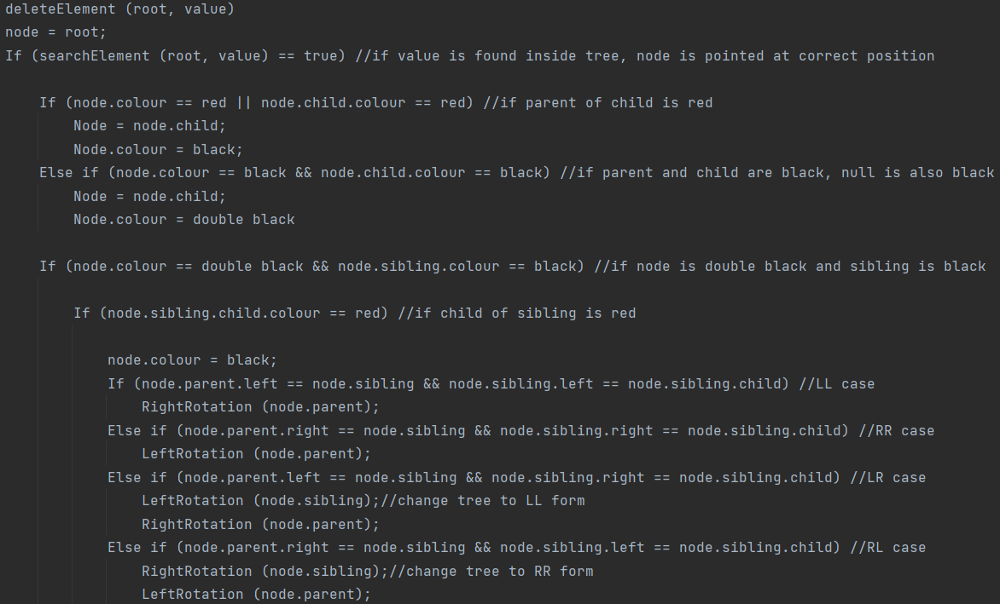 deleteElement (root, value)
node = root;
If (searchElement (root, value) == true) //if value is found inside tree, node is pointed at correct position
If (node.colour == red || node.child.colour == red) //if parent of child is red
Node = node.child;
Node.colour = black;
Else if (node.colour == black && node.child.colour == black) //if parent and child are black, null is also black
Node = node.child;
Node.colour = double black
If (node.colour == double black && node.sibling.colour == black) //if node is double black and sibling is black
If (node.sibling.child.colour == red) //if child of sibling is red
node.colour = black;
If (node.parent.left == node.sibling && node.sibling.left == node.sibling.child) //LL case
RightRotation (node.parent);
Else if (node.parent.right == node.sibling && node.sibling.right == node.sibling.child) //RR case
LeftRotation (node.parent);
Else if (node.parent.left == node.sibling && node.sibling.right == node.sibling.child) //LR case
LeftRotation (node.sibling);//change tree to LL form
RightRotation (node.parent);
Else if (node.parent.right == node.sibling && node.sibling.left == node.sibling.child) //RL case
RightRotation (node.sibling);//change tree to RR form
LeftRotation (node.parent);